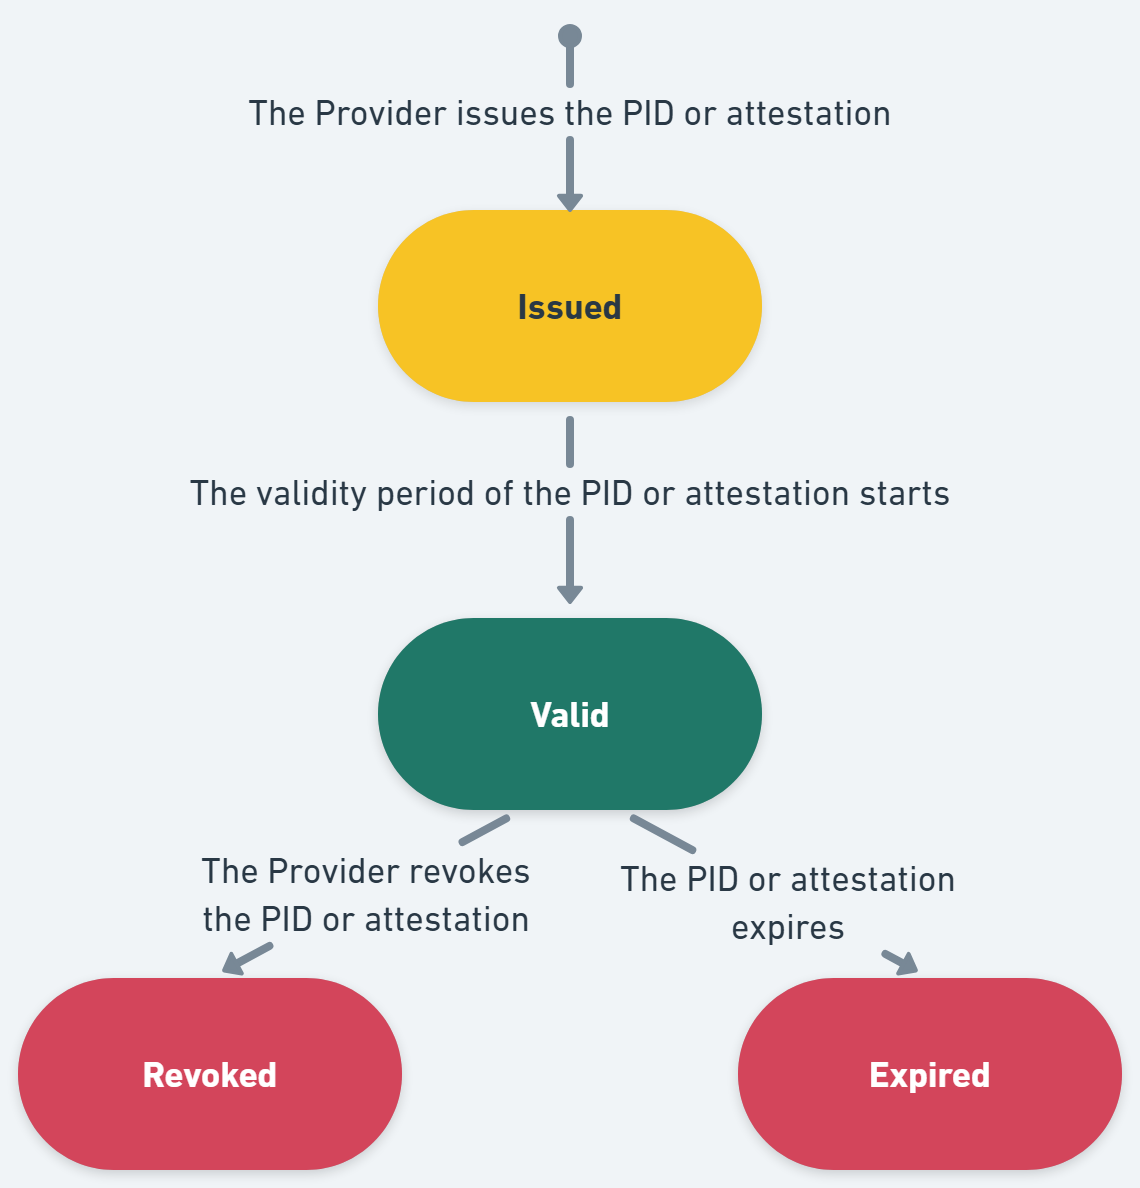 The Provider issues the PID or attestation
Issued
The validity period of the PID or attestation starts
Valid
The Provider revokes
the PID or attestation
The PID or attestation
expires
Revoked
Expired